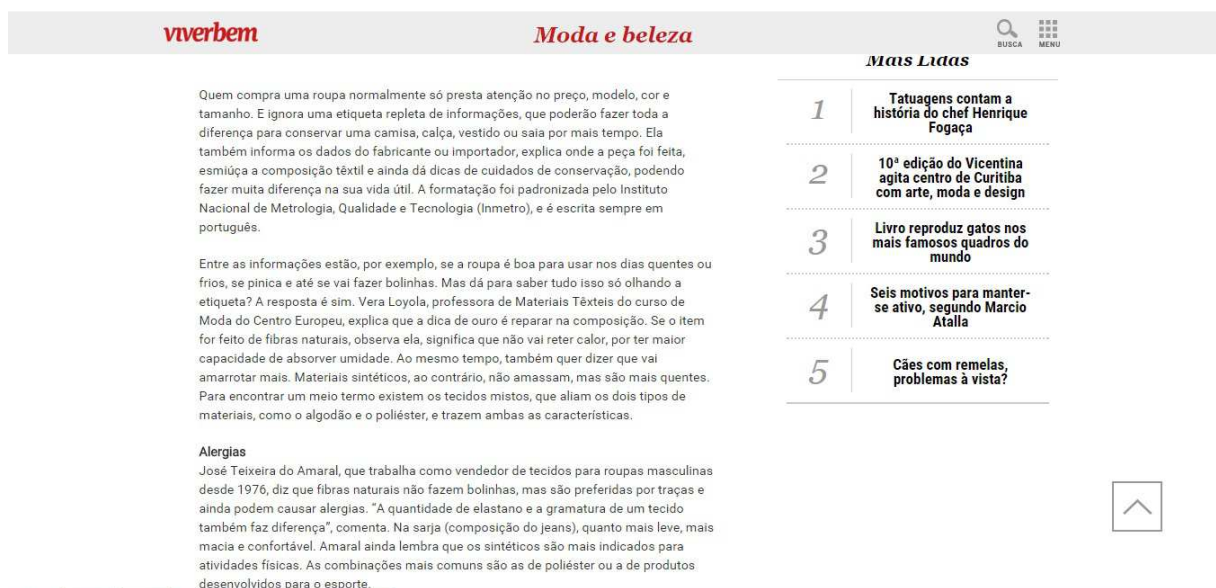 viverbem
Moda e beleza
BUSCA
MENU
Quem compra uma roupa normalmente só presta atenção no preço, modelo, cor e
tamanho. E ignora uma etiqueta repleta de informações, que poderão fazer toda a
diferença para conservar uma camisa, calça, vestido ou saia por mais tempo. Ela
também informa os dados do fabricante ou importador, explica onde a peça foi feita,
esmiúça a composição têxtil e ainda dá dicas de cuidados de conservação, podendo
fazer muita diferença na sua vida útil. A formatação foi padronizada pelo Instituto
Nacional de Metrologia, Qualidade e Tecnologia (Inmetro), e é escrita sempre em
português.
Entre as informações estão, por exemplo, se a roupa é boa para usar nos dias quentes ou
frios, se pinica e até se vai fazer bolinhas. Mas dá para saber tudo isso só olhando a
etiqueta? A resposta é sim. Vera Loyola, professora de Materiais Têxteis do curso de
Moda do Centro Europeu, explica que a dica de ouro é reparar na composição. Se o item
for feito de fibras naturais, observa ela, significa que não vai reter calor, por ter maior
capacidade de absorver umidade. Ao mesmo tempo, também quer dizer que vai
amarrotar mais. Materiais sintéticos, ao contrário, não amassam, mas são mais quentes.
Para encontrar um meio termo existem os tecidos mistos, que aliam os dois tipos de
materiais, como o algodão e o poliéster, e trazem ambas as características.
Alergias
José Teixeira do Amaral, que trabalha como vendedor de tecidos para roupas masculinas
desde 1976, diz que fibras naturais não fazem bolinhas, mas são preferidas por traças e
ainda podem causar alergias. "A quantidade de elastano e a gramatura de um tecido
também faz diferença", comenta. Na sarja (composição do jeans), quanto mais leve, mais
macia e confortável. Amaral ainda lembra que os sintéticos são mais indicados para
atividades físicas. As combinações mais comuns são as de poliéster ou a de produtos
desenvolvidos para o esporte.
Mais Lidas
1
Tatuagens contam a
história do chef Henrique
Fogaça
2
10ª edição do Vicentina
agita centro de Curitiba
com arte, moda e design
3
Livro reproduz gatos nos
mais famosos quadros do
mundo
4
Seis motivos para manter-
se ativo, segundo Marcio
Atalla
5
Cães com remelas,
problemas à vista?